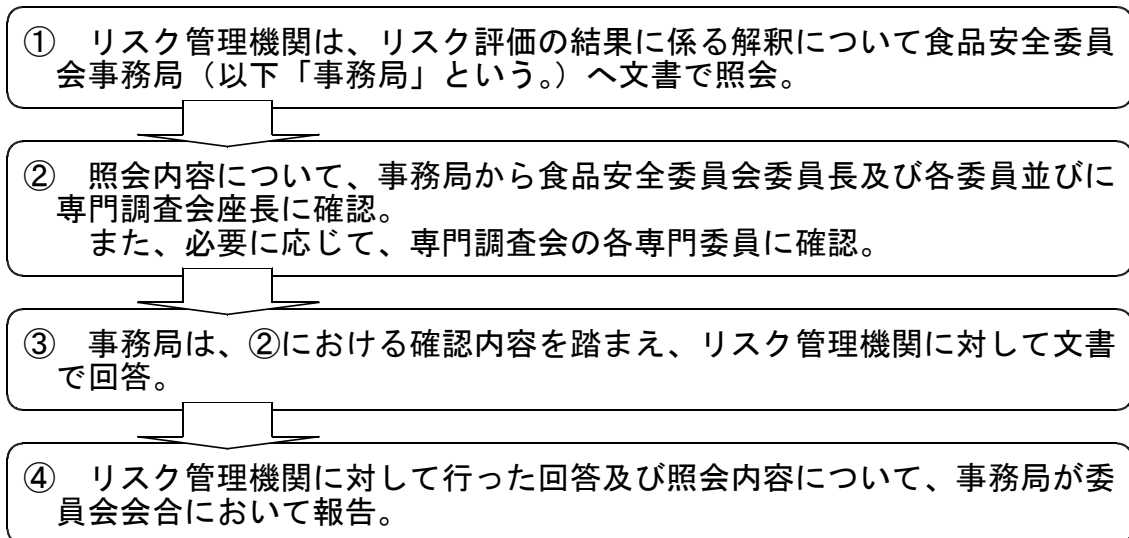 ① リスク管理機関は、リスク評価の結果に係る解釈について食品安全委員
会事務局（以下「事務局」という。）へ文書で照会。
② 照会内容について、事務局から食品安全委員会委員長及び各委員並びに
専門調査会座長に確認。
また、必要に応じて、専門調査会の各専門委員に確認。
③ 事務局は、②における確認内容を踏まえ、リスク管理機関に対して文書
で回答。
④ リスク管理機関に対して行った回答及び照会内容について、事務局が委
員会会合において報告。